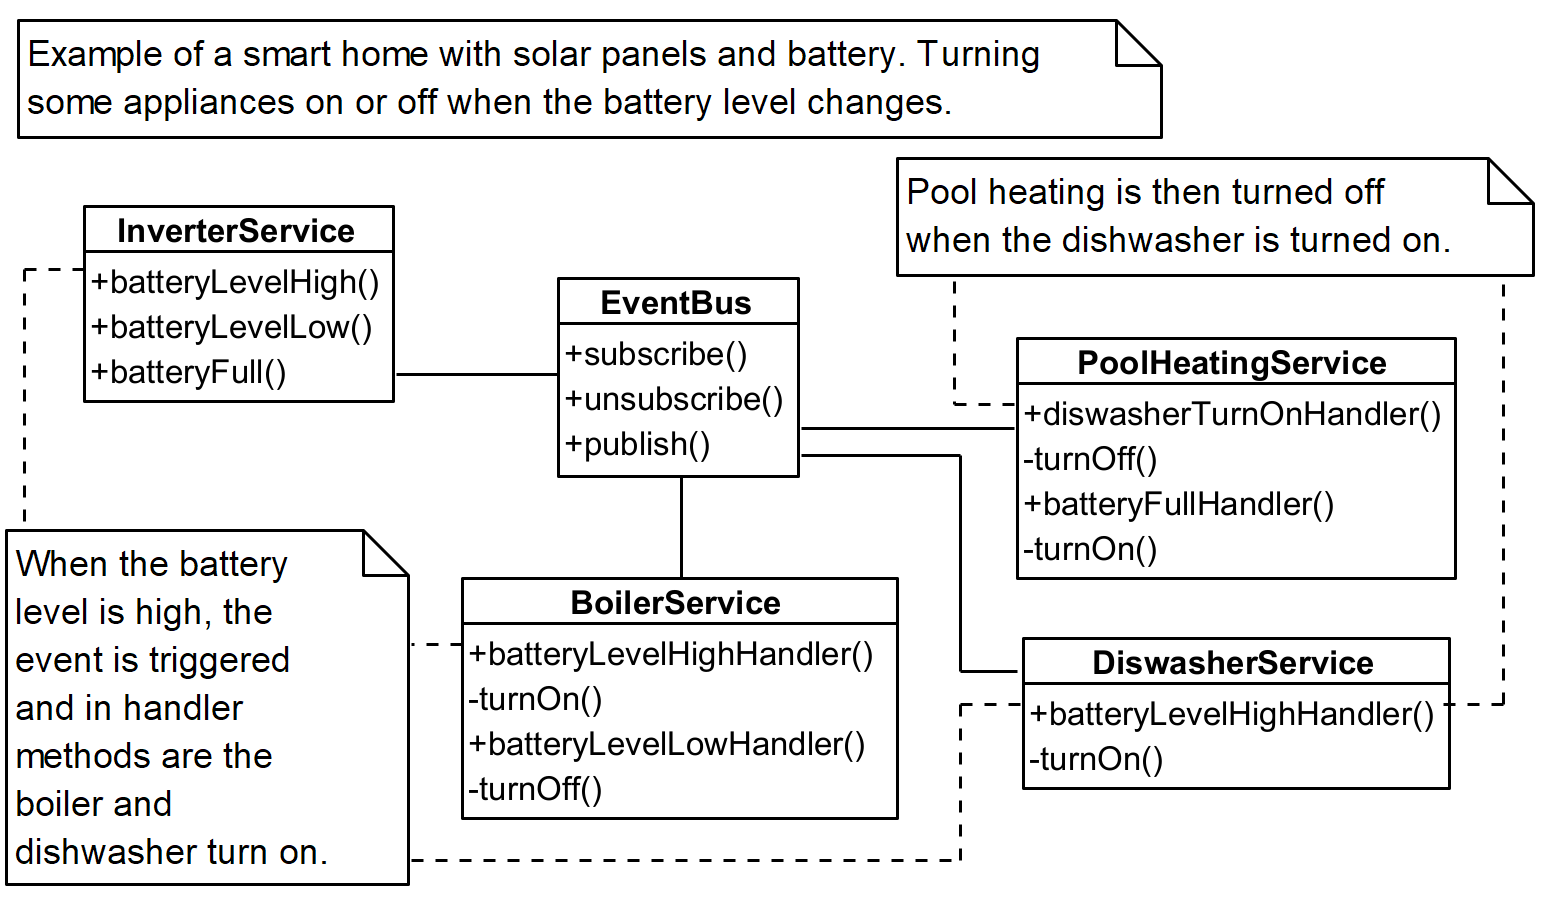 Example of a smart home with solar panels and battery. Turning
some appliances on or off when the battery level changes.
Pool heating is then turned off
when the dishwasher is turned on.
InverterService
+batteryLevelHigh()
+batteryLevelLow()
+batteryFull()
EventBus
+subscribe()
+unsubscribe()
+publish()
PoolHeatingService
+diswasherTurnOnHandler()
-turnOff()
+batteryFullHandler()
-turnOn()
When the battery
level is high, the
event is triggered
and in handler
methods are the
boiler and
dishwasher turn on.
BoilerService
+batteryLevelHighHandler()
-turnOn()
+batteryLevelLowHandler()
-turnOff()
DiswasherService
+batteryLevelHighHandler()
-turnOn()